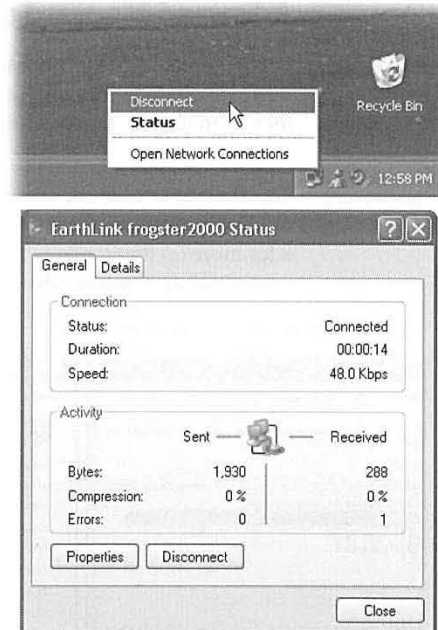 Disconnect
Status
Open Network Connections
Recycle Bin
12:58 PM
EarthLink frogster2000 Status
General Details
Connection
Status: Connected
Duration: 00:00:14
Speed: 48.0 Kbps
Activity
Sent Received
Bytes: 1,930 288
Compression: 0 % 0 %
Errors: 0 1
Properties Disconnect
Close